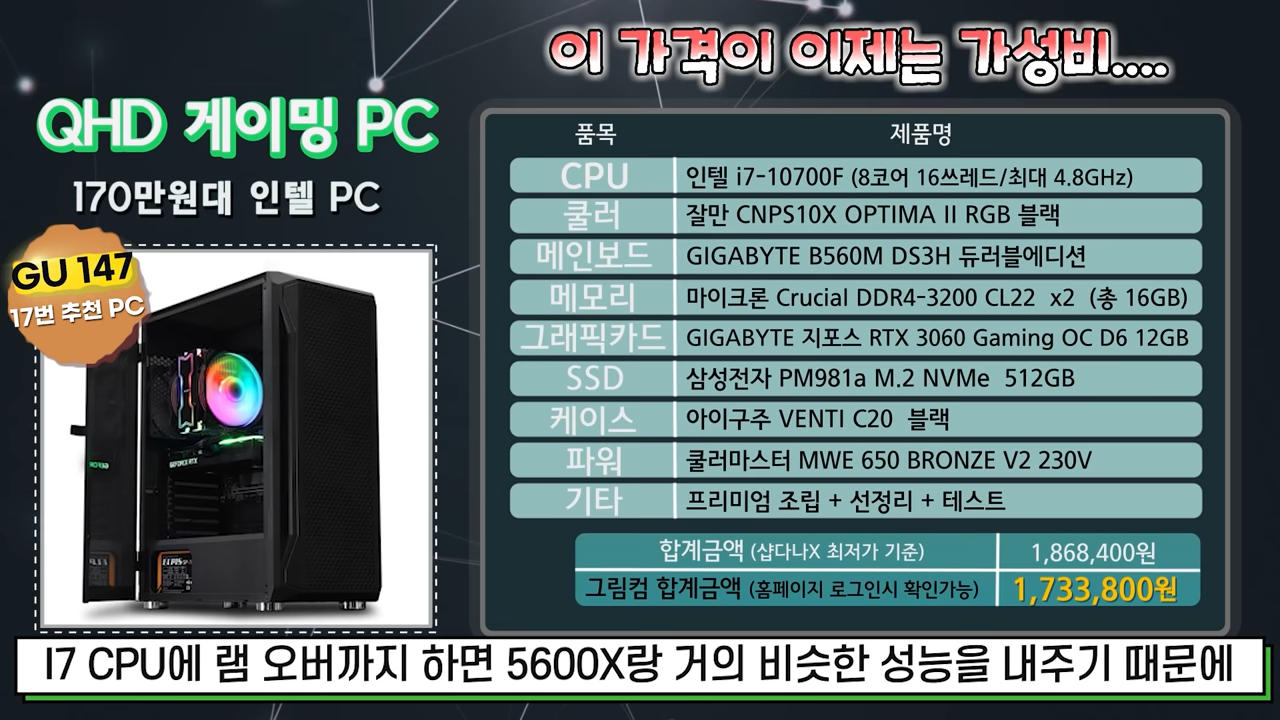 이 가격이 이제는 가성비....
QHD 게이밍 PC
170만원대 인텔 PC
GU 147
17번 추천 PC
GEFORCE RTX
품목 제품명
CPU 인텔 i7-10700F (8코어 16쓰레드/최대 4.8GHz)
쿨러 잘만 CNPS10X OPTIMA II RGB 블랙
메인보드 GIGABYTE B560M DS3H 듀러블에디션
메모리 마이크론 Crucial DDR4-3200 CL22 x2 (총 16GB)
그래픽카드 GIGABYTE 지포스 RTX 3060 Gaming OC D6 12GB
SSD 삼성전자 PM981a M.2 NVMe 512GB
케이스 아이구주 VENTI C20 블랙
파워 쿨러마스터 MWE 650 BRONZE V2 230V
기타 프리미엄 조립 + 선정리 + 테스트
합계금액 (샵다나X 최저가 기준) 1,868,400원
그림컴 합계금액 (홈페이지 로그인시 확인가능) 1,733,800원
I7 CPU에 램 오버까지 하면 5600X랑 거의 비슷한 성능을 내주기 때문에